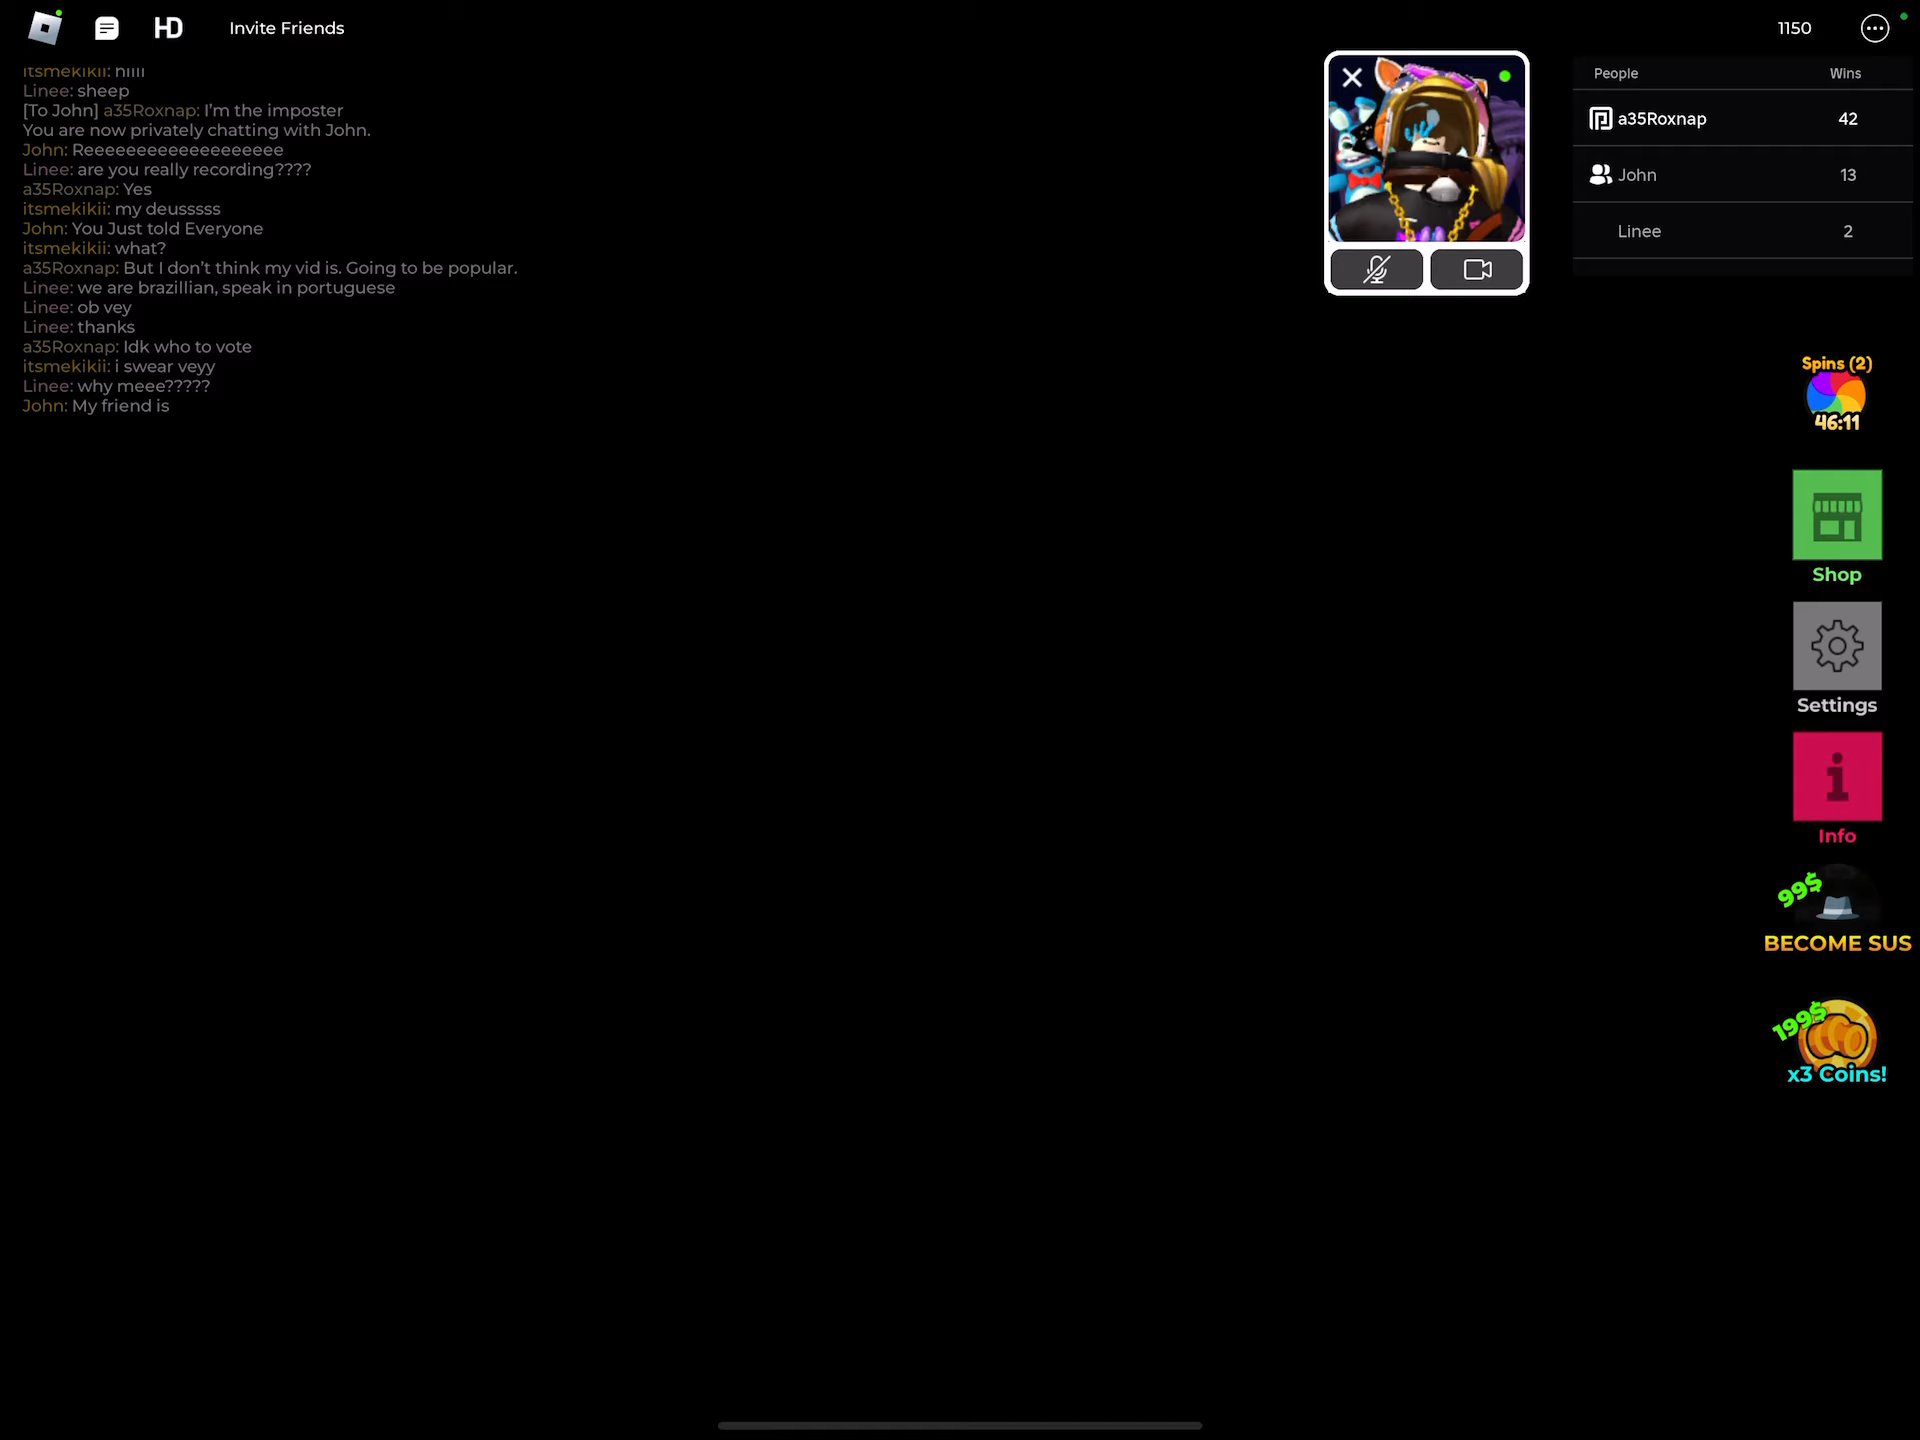 HD
Invite Friends
1150
itsmekikii: hiiii
Linee: sheep
[To John] a35Roxnap: I'm the imposter
You are now privately chatting with John.
John: Reeeeeeeeeeeeeeeeee
Linee: are you really recording????
a35Roxnap: Yes
itsmekikii: my deusssss
John: You Just told Everyone
itsmekikii: what?
a35Roxnap: But I don't think my vid is. Going to be popular.
Linee: we are brazillian, speak in portuguese
Linee: ob vey
Linee: thanks
a35Roxnap: Idk who to vote
itsmekikii: i swear veyy
Linee: why meee?????
John: My friend is
People Wins
a35Roxnap 42
John 13
Linee 2
Spins (2)
46:11
Shop
Settings
Info
99$
BECOME SUS
199$
x3 Coins!